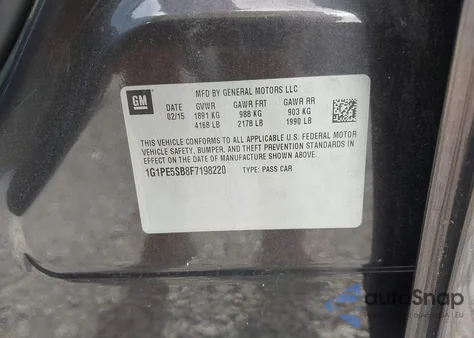 GM
MFD BY GENERAL MOTORS LLC
DATE GVWR GAWR FRT GAWR RR
02/15 1891 KG 988 KG 903 KG
4168 LB 2178 LB 1990 LB
THIS VEHICLE CONFORMS TO ALL APPLICABLE U.S. FEDERAL MOTOR
VEHICLE SAFETY, BUMPER, AND THEFT PREVENTION STANDARDS IN
EFFECT ON THE DATE OF MANUFACTURE SHOWN ABOVE.
1G1PE5SB8F7198220 TYPE: PASS CAR
autoSnap